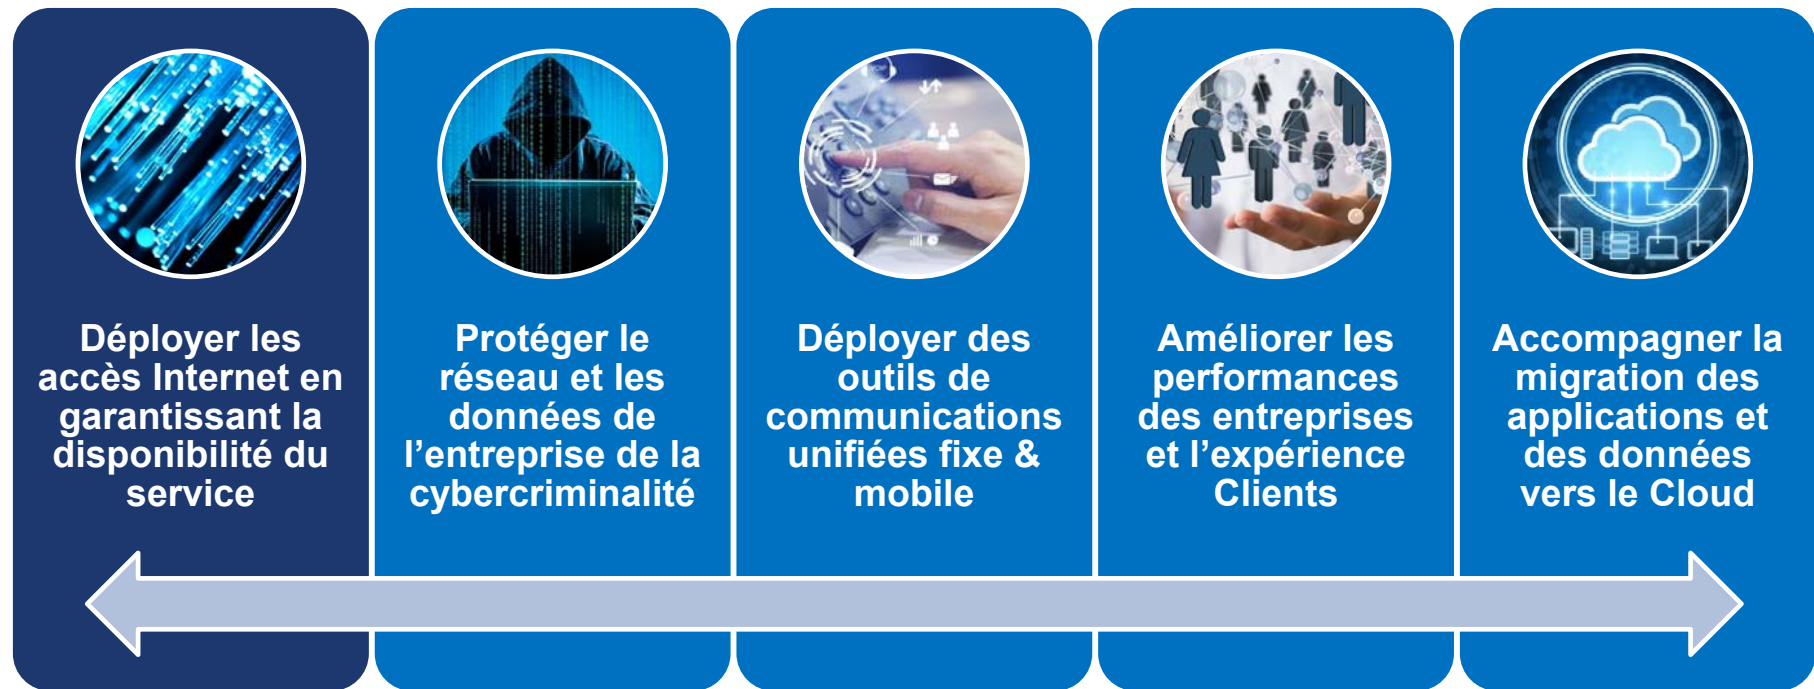 Déployer les
accès Internet en
garantissant la
disponibilité du
service
Protéger le
réseau et les
données de
l’entreprise de la
cybercriminalité
Déployer des
outils de
communications
unifiées fixe &
mobile
Améliorer les
performances
des entreprises
et l’expérience
Clients
Accompagner la
migration des
applications et
des données
vers le Cloud